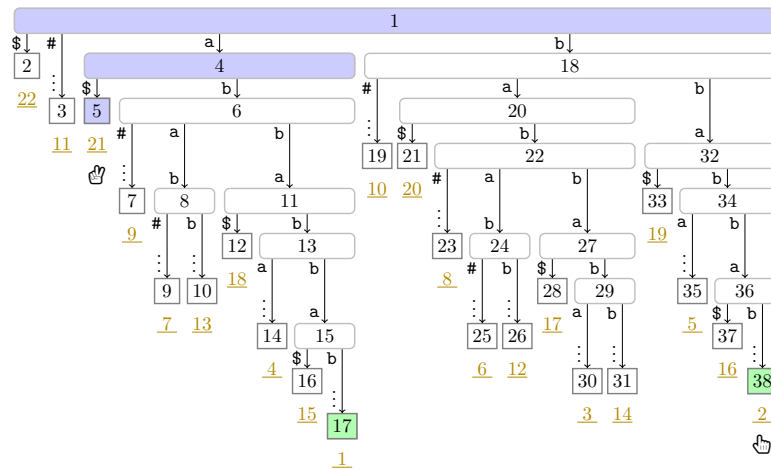 1
$ # a b
2 4 18
22 $ b # a b
3 5 6 19 20 a
11 21 # a b 10 $ b 32
7 b a 21 22 $ b
9 8 11 20 # a b 33 34
# b $ b b a 19 a b
12 13 23 24 27 a
9 10 18 a b 8 # b $ b 35 36
7 13 a 28 29 5 $ b
14 15 25 26 17 a b 37
4 $ b 6 12 16
16 30 31 38
15 3 14 2
17
1